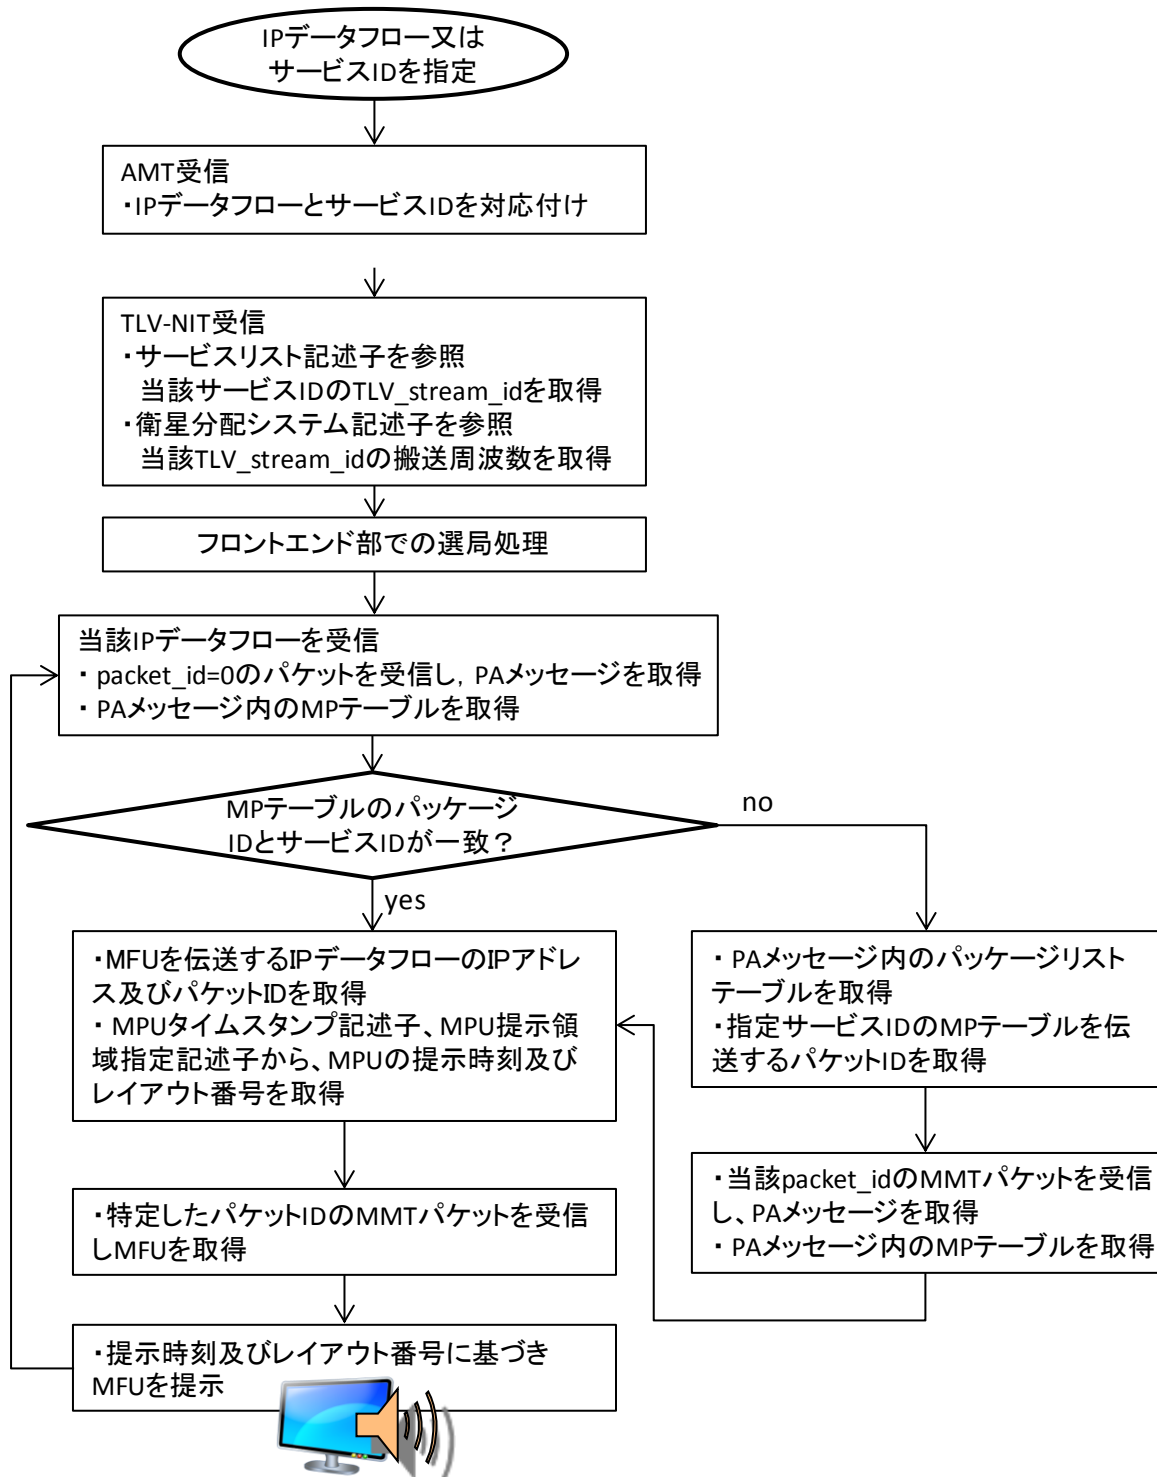 IPデータフロー又は
サービスIDを指定
AMT受信
・IPデータフローとサービスIDを対応付け
TLV-NIT受信
・サービスリスト記述子を参照
当該サービスIDのTLV_stream_idを取得
・衛星分配システム記述子を参照
当該TLV_stream_idの搬送周波数を取得
フロントエンド部での選局処理
当該IPデータフローを受信
・ packet_id=0のパケットを受信し, PAメッセージを取得
・ PAメッセージ内のMPテーブルを取得
MPテーブルのパッケージ
IDとサービスIDが一致？
no
yes
・MFUを伝送するIPデータフローのIPアドレ
ス及びパケットIDを取得
・ MPUタイムスタンプ記述子、MPU提示領
域指定記述子から、MPUの提示時刻及び
レイアウト番号を取得
・ PAメッセージ内のパッケージリスト
テーブルを取得
・指定サービスIDのMPテーブルを伝
送するパケットIDを取得
・当該packet_idのMMTパケットを受信
し、PAメッセージを取得
・ PAメッセージ内のMPテーブルを取得
・特定したパケットIDのMMTパケットを受信
しMFUを取得
・提示時刻及びレイアウト番号に基づき
MFUを提示